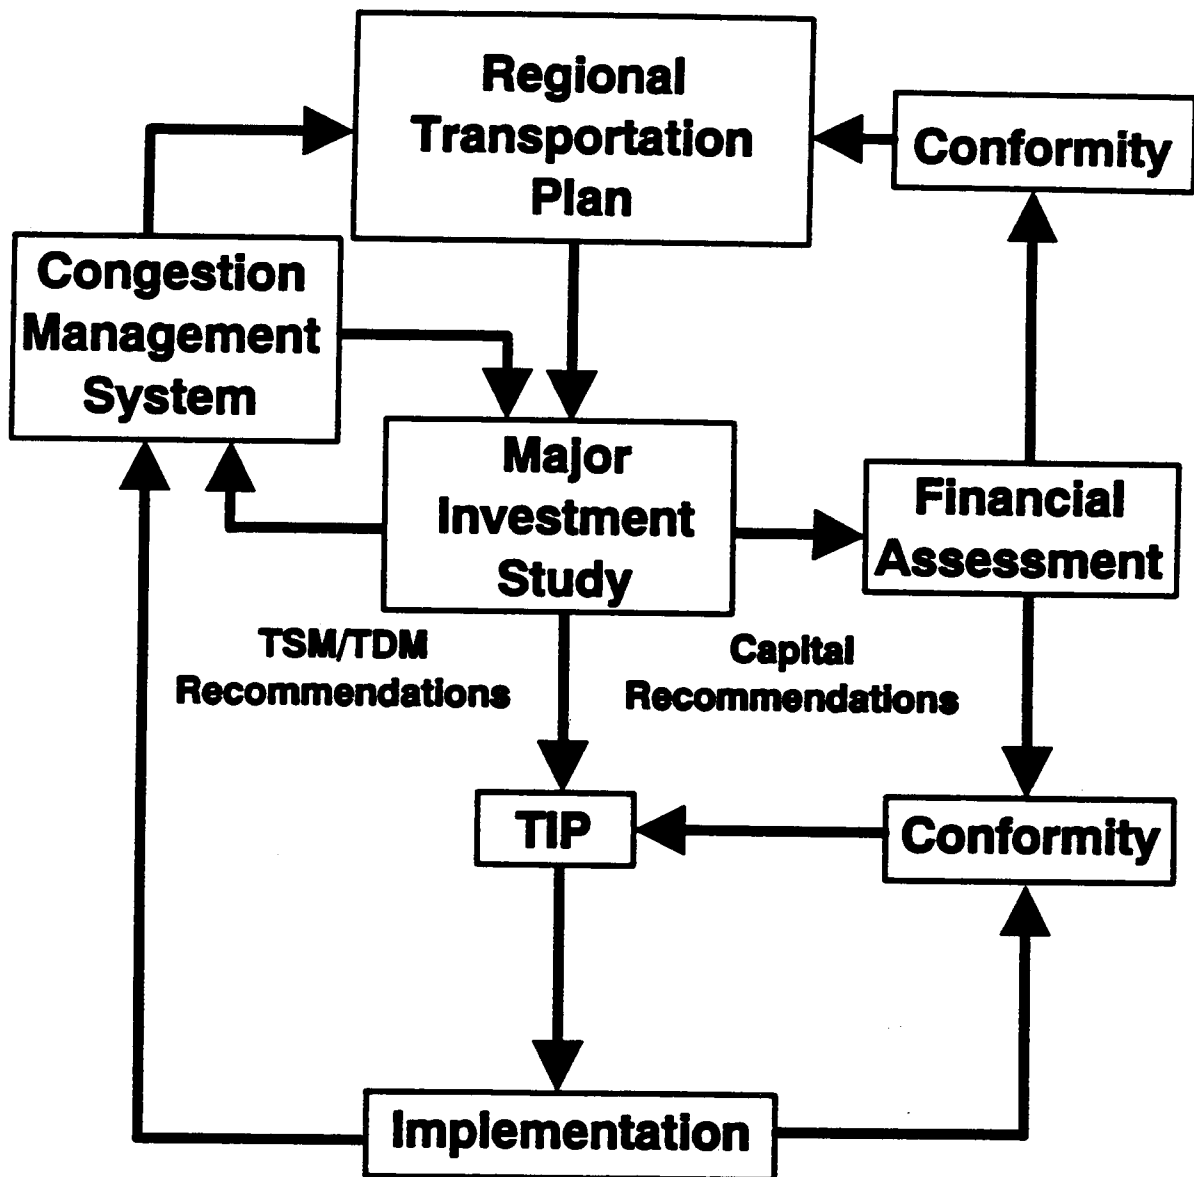 Regional
Transportation
Plan
Conformity
Congestion
Management
System
Major
Investment
Study
Financial
Assessment
TSM/TDM
Recommendations
Capital
Recommendations
TIP
Conformity
Implementation